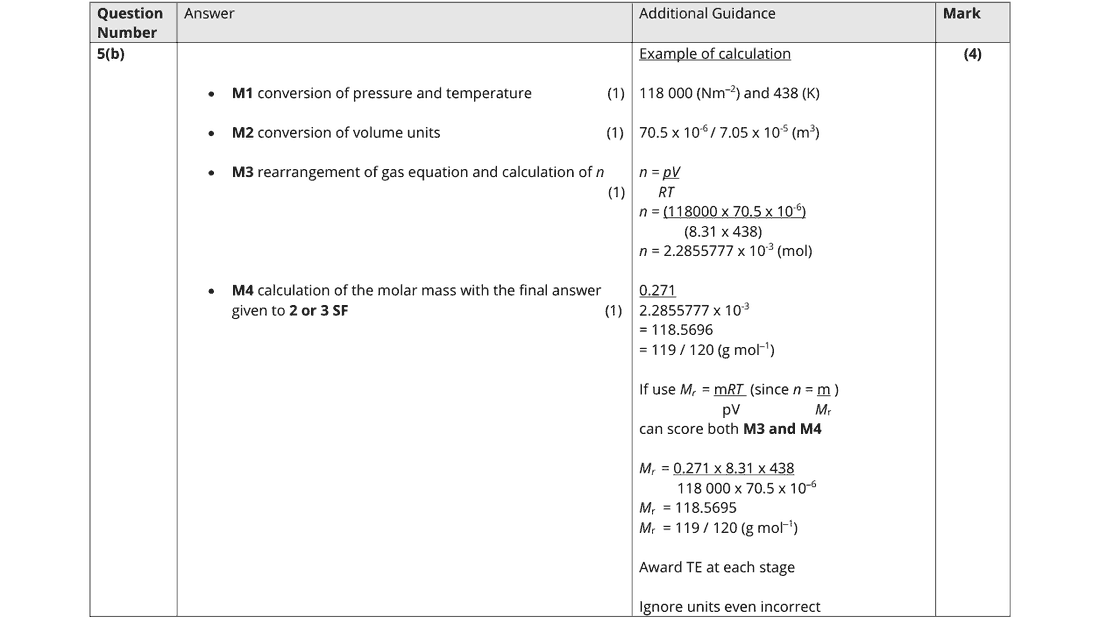 Question Number Answer Additional Guidance Mark
5(b) Example of calculation (4)
• M1 conversion of pressure and temperature (1) 118 000 (Nm⁻²) and 438 (K)
• M2 conversion of volume units (1) 70.5 x 10⁻⁶ / 7.05 x 10⁻⁵ (m³)
• M3 rearrangement of gas equation and calculation of n n = pV
(1) RT
n = (118000 x 70.5 x 10⁻⁶)
(8.31 x 438)
n = 2.2855777 x 10⁻³ (mol)
• M4 calculation of the molar mass with the final answer 0.271
given to 2 or 3 SF (1) 2.2855777 x 10⁻³
= 118.5696
= 119 / 120 (g mol⁻¹)
If use Mᵣ = mRT (since n = m )
pV Mᵣ
can score both M3 and M4
Mᵣ = 0.271 x 8.31 x 438
118 000 x 70.5 x 10⁻⁶
Mᵣ = 118.5695
Mᵣ = 119 / 120 (g mol⁻¹)
Award TE at each stage
Ignore units even incorrect